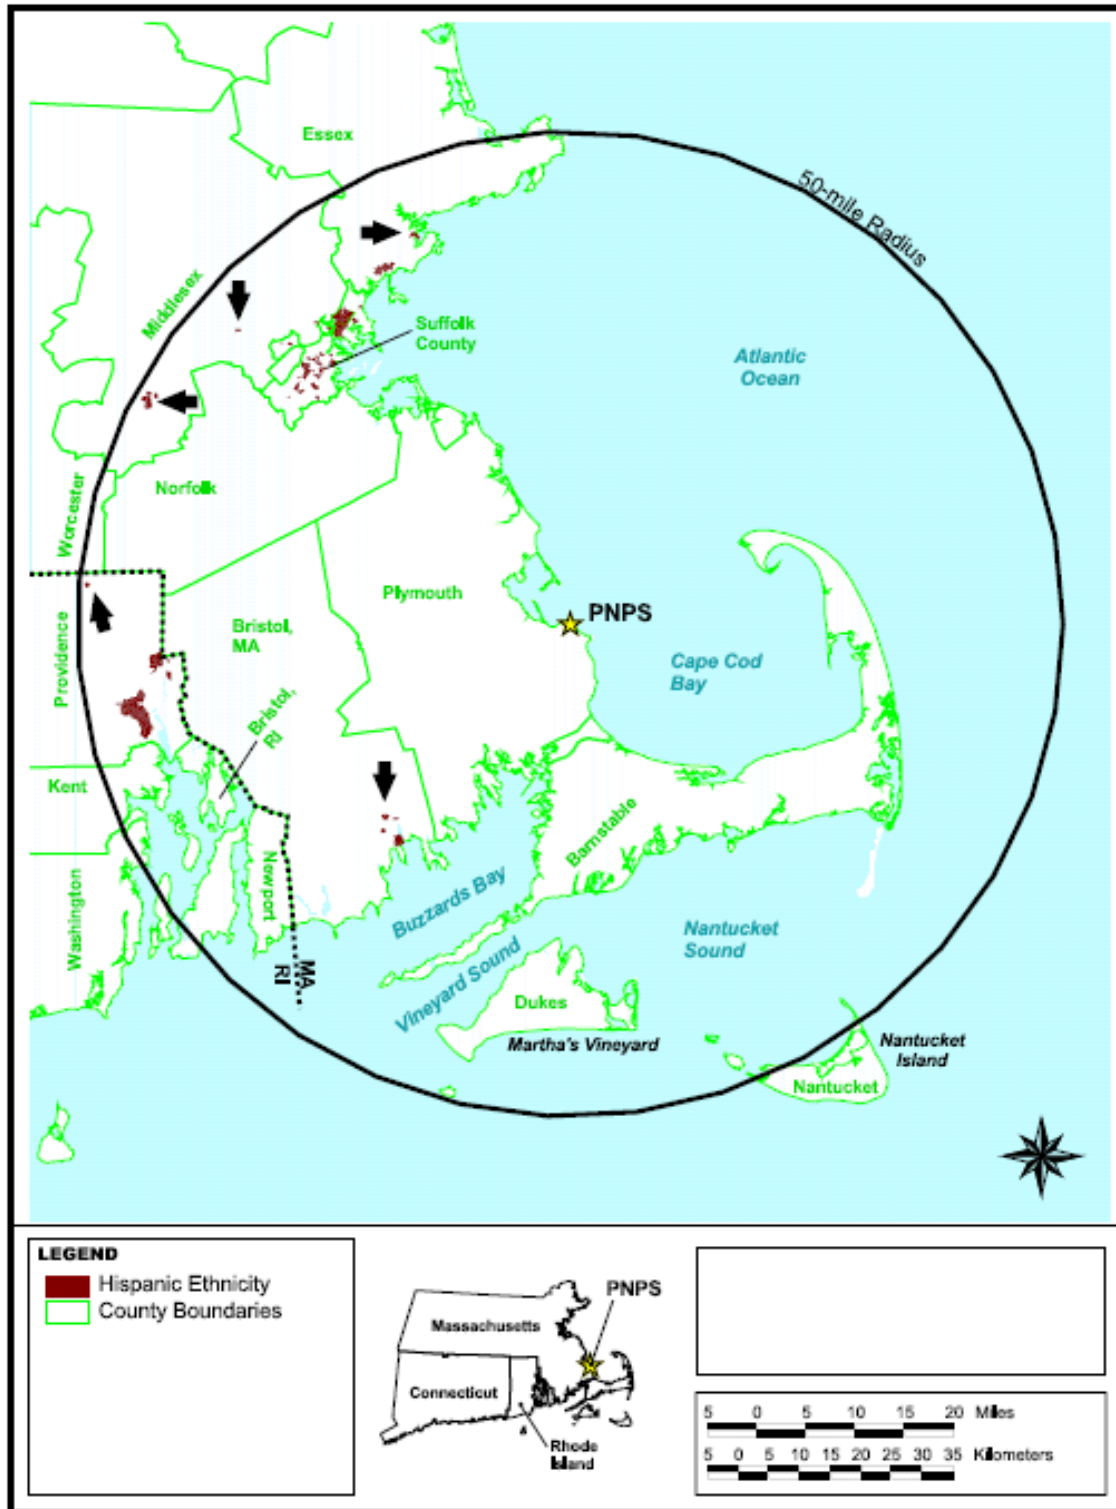 Essex
50-mile Radius
Middlesex
Suffolk
County
Atlantic
Ocean
Norfolk
Worcester
Plymouth
PNPS
Bristol,
MA
Providence
Cape Cod
Bay
Bristol,
RI
Kent
Barnstable
Newport
Washington
Buzzards Bay
Nantucket
Sound
Vineyard Sound
MA
RI
Dukes
Martha's Vineyard
Nantucket
Island
Nantucket
LEGEND
Hispanic Ethnicity
County Boundaries
PNPS
Massachusetts
Connecticut
Rhode
Island
5 0 5 10 15 20 Miles
5 0 5 10 15 20 25 30 35 Kilometers